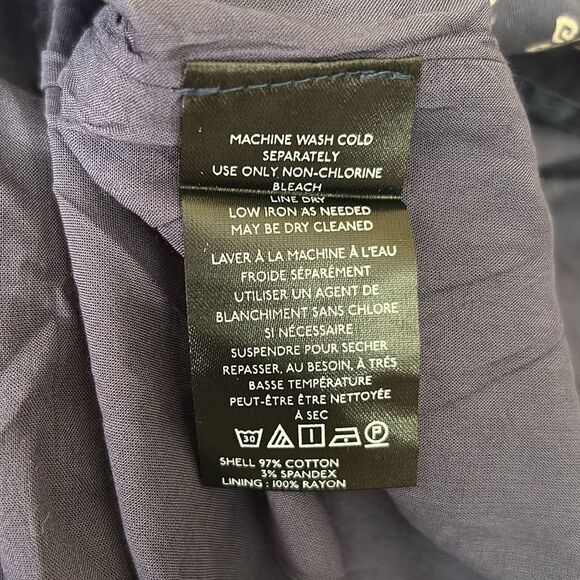 MACHINE WASH COLD
SEPARATELY
USE ONLY NON-CHLORINE
BLEACH
LINE DRY
LOW IRON AS NEEDED
MAY BE DRY CLEANED
LAVER À LA MACHINE À L'EAU
FROIDE SÉPARÉMENT
UTILISER UN AGENT DE
BLANCHIMENT SANS CHLORE
SI NÉCESSAIRE
SUSPENDRE POUR SECHER
REPASSER, AU BESOIN, À TRÉS
BASSE TEMPÉRATURE
PEUT-ÊTRE ÊTRE NETTOYÉE
À SEC
30 P
SHELL 97% COTTON
3% SPANDEX
LINING : 100% RAYON